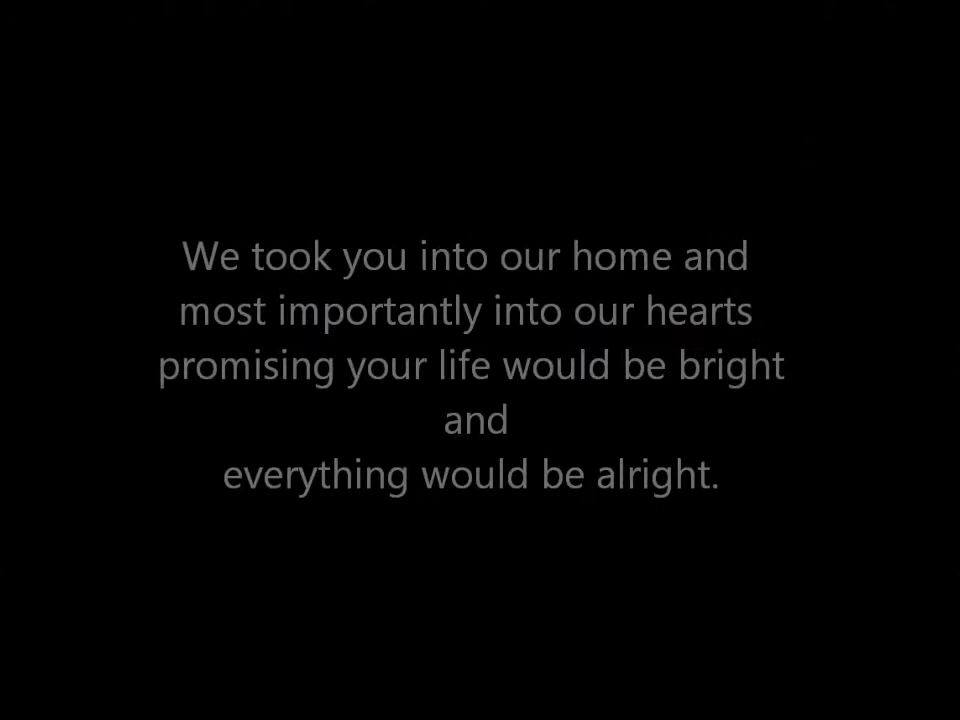 We took you into our home and
most importantly into our hearts
promising your life would be bright
and
everything would be alright.